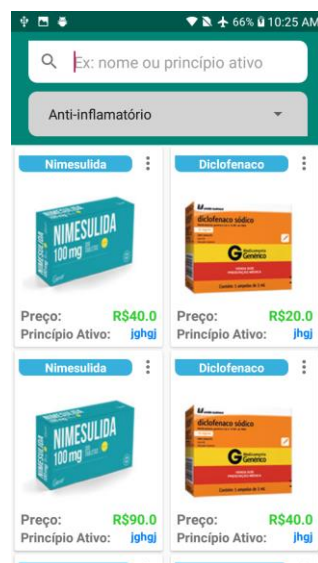 66% 10:25 AM
Ex: nome ou princípio ativo
Anti-inflamatório
Nimesulida
NIMESULIDA
100 mg
Preço: R$40.0
Princípio Ativo: jghgj
Diclofenaco
diclofenaco sódico
G Medicamento
Genérico
Preço: R$20.0
Princípio Ativo: jhgj
Nimesulida
NIMESULIDA
100 mg
Preço: R$90.0
Princípio Ativo: jghgj
Diclofenaco
diclofenaco sódico
G Medicamento
Genérico
Preço: R$40.0
Princípio Ativo: jhgj